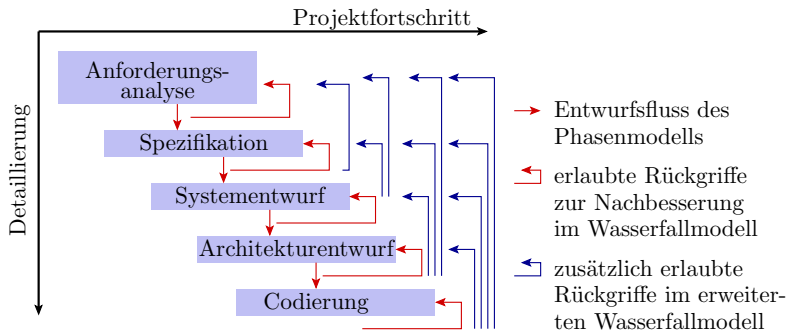 Projektfortschritt
Detaillierung
Anforderungs-
analyse
Spezifikation
Systementwurf
Architekturentwurf
Codierung
Entwurfsfluss des
Phasenmodells
erlaubte Rückgriffe
zur Nachbesserung
im Wasserfallmodell
zusätzlich erlaubte
Rückgriffe im erweiter-
ten Wasserfallmodell